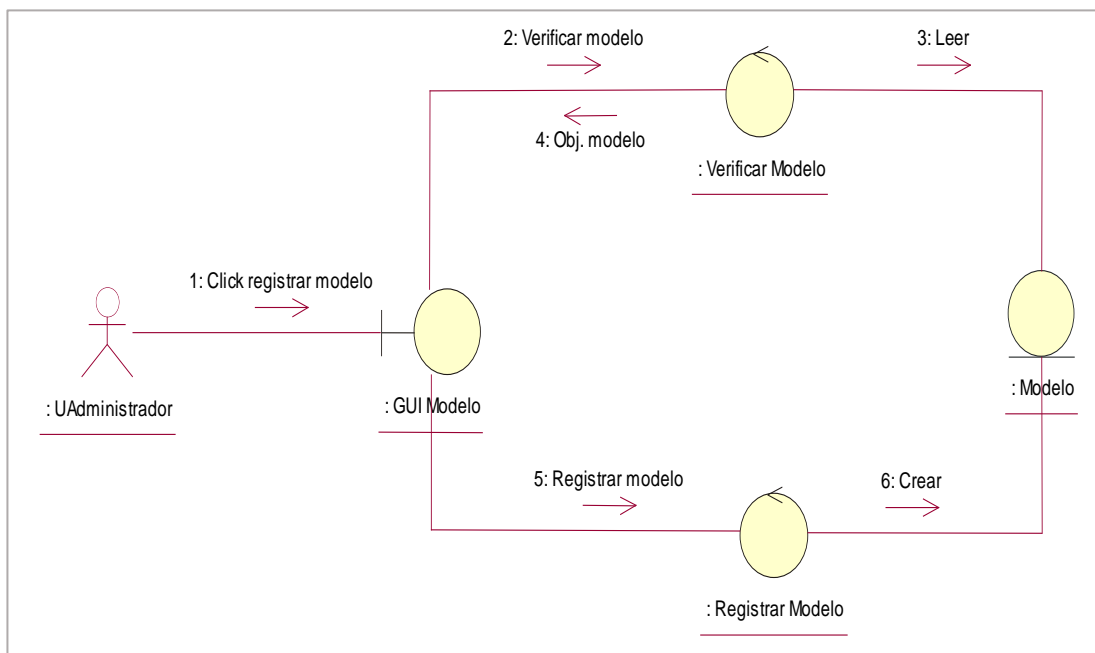 2: Verificar modelo
3: Leer
4: Obj. modelo
: Verificar Modelo
1: Click registrar modelo
: UAdministrador
: GUI Modelo
: Modelo
5: Registrar modelo
6: Crear
: Registrar Modelo